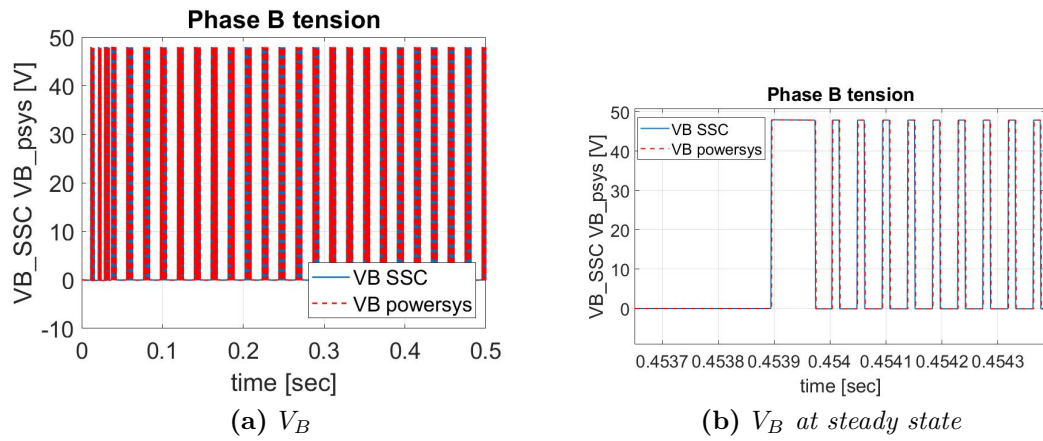 Phase B tension
VB_SSC VB_psys [V]
50
40
30
20
10
0
-10
VB SSC
VB powersys
0 0.1 0.2 0.3 0.4 0.5
time [sec]
(a) V_B
Phase B tension
VB_SSC VB_psys [V]
50
40
30
20
10
0
VB SSC
VB powersys
0.4537 0.4538 0.4539 0.454 0.45441 0.45442 0.45443
time [sec]
(b) V_B at steady state